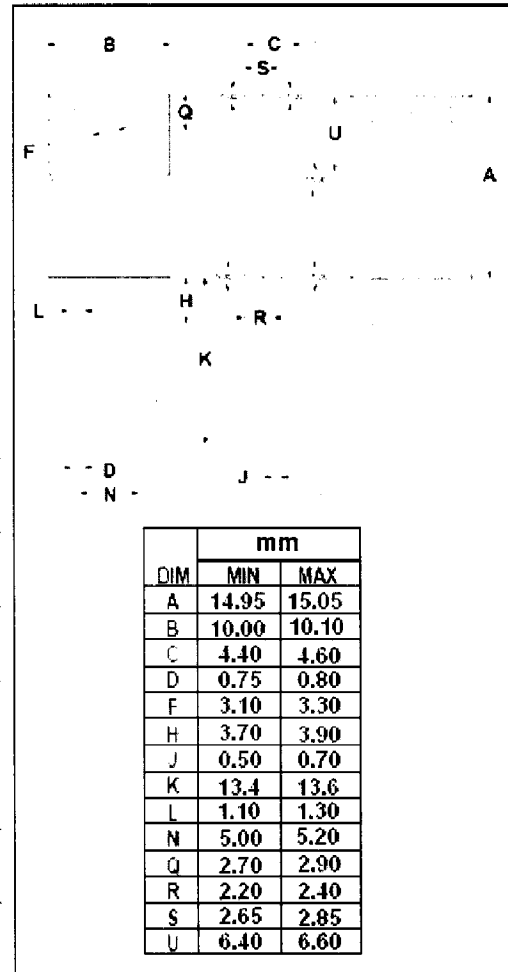 B C
S
Q
U
F
A
H
L
R
K
D
J
N
mm
DIM MIN MAX
A 14.95 15.05
B 10.00 10.10
C 4.40 4.60
D 0.75 0.80
F 3.10 3.30
H 3.70 3.90
J 0.50 0.70
K 13.4 13.6
L 1.10 1.30
N 5.00 5.20
Q 2.70 2.90
R 2.20 2.40
S 2.65 2.85
U 6.40 6.60